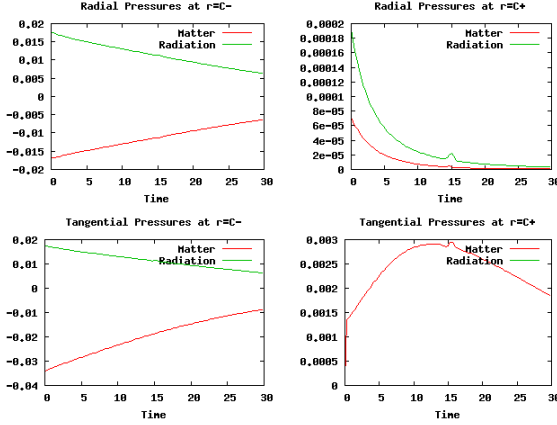 Radial Pressures at r=C-
0.02
0.015
0.01
0.005
0
-0.005
-0.01
-0.015
-0.02
Matter
Radiation
0 5 10 15 20 25 30
Time
Radial Pressures at r=C+
0.0002
0.00018
0.00016
0.00014
0.00012
0.0001
8e-05
6e-05
4e-05
2e-05
0
Matter
Radiation
0 5 10 15 20 25 30
Time
Tangential Pressures at r=C-
0.02
0.01
0
-0.01
-0.02
-0.03
-0.04
Matter
Radiation
0 5 10 15 20 25 30
Time
Tangential Pressures at r=C+
0.003
0.0025
0.002
0.0015
0.001
0.0005
0
Matter
Radiation
0 5 10 15 20 25 30
Time